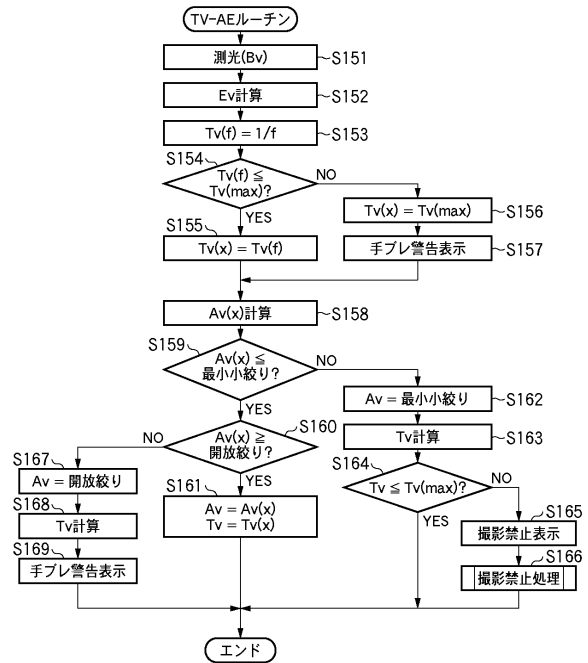 TV-AEルーチン
測光(Bv)
S151
Ev計算
S152
Tv(f) = 1/f
S153
S154
Tv(f) ≦
Tv(max)?
NO
YES
S155
Tv(x) = Tv(f)
Tv(x) = Tv(max)
S156
手ブレ警告表示
S157
Av(x)計算
S158
S159
Av(x) ≦
最小小絞り?
NO
YES
Av = 最小小絞り
S162
Tv計算
S163
S160
Av(x) ≧
開放絞り?
NO
YES
S161
Av = Av(x)
Tv = Tv(x)
S164
Tv ≦ Tv(max)?
NO
YES
S165
撮影禁止表示
S166
撮影禁止処理
S167
Av = 開放絞り
S168
Tv計算
S169
手ブレ警告表示
エンド